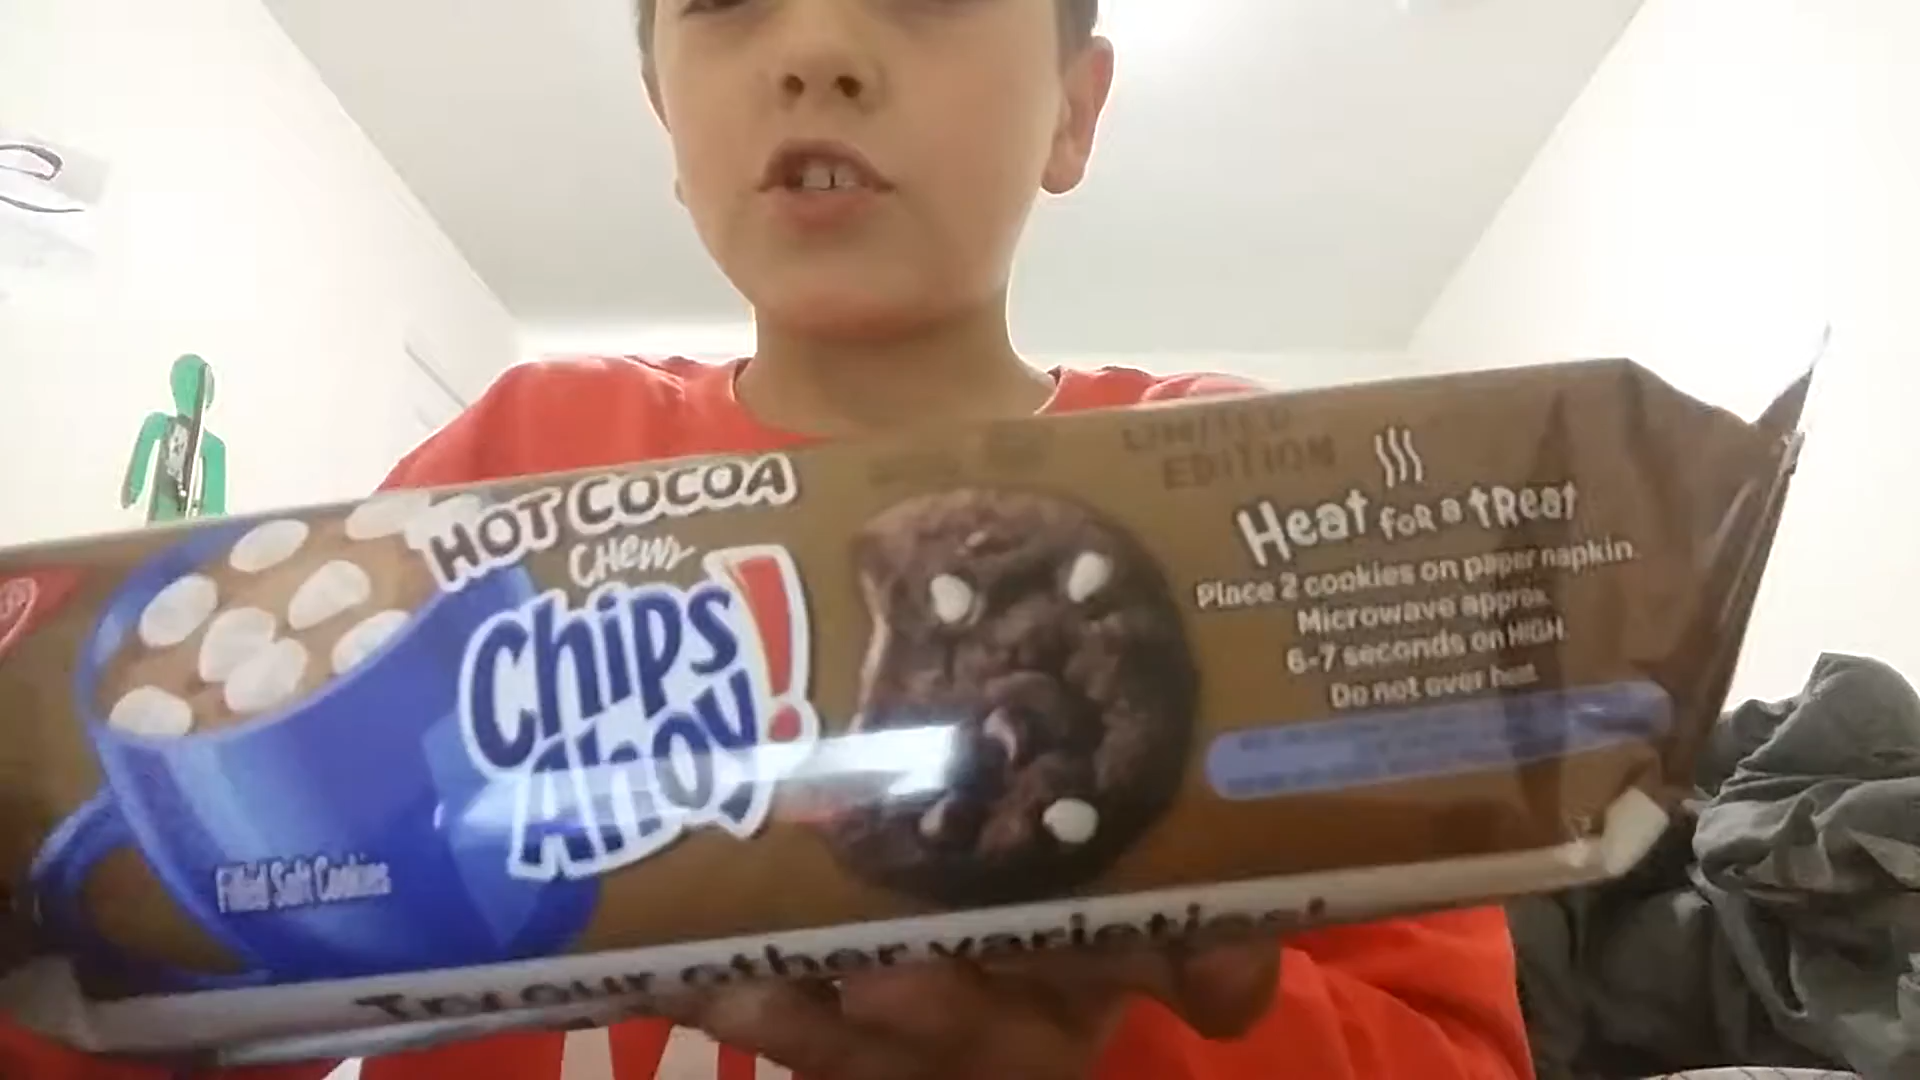 HOT COCOA
CHEWY
Chips
Ahoy!
Filled Soft Cookies
LIMITED
EDITION
Heat FOR a tReat
Place 2 cookies on paper napkin.
Microwave approx.
6-7 seconds on HIGH.
Do not over heat.
Try our other varieties!